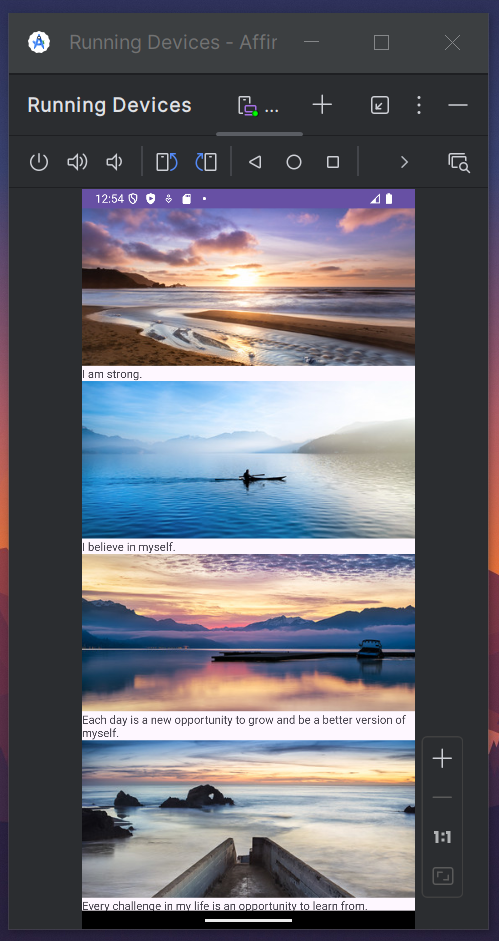 Running Devices - Affir
Running Devices
...
12:54
I am strong.
I believe in myself.
Each day is a new opportunity to grow and be a better version of
myself.
1:1
Every challenge in my life is an opportunity to learn from.